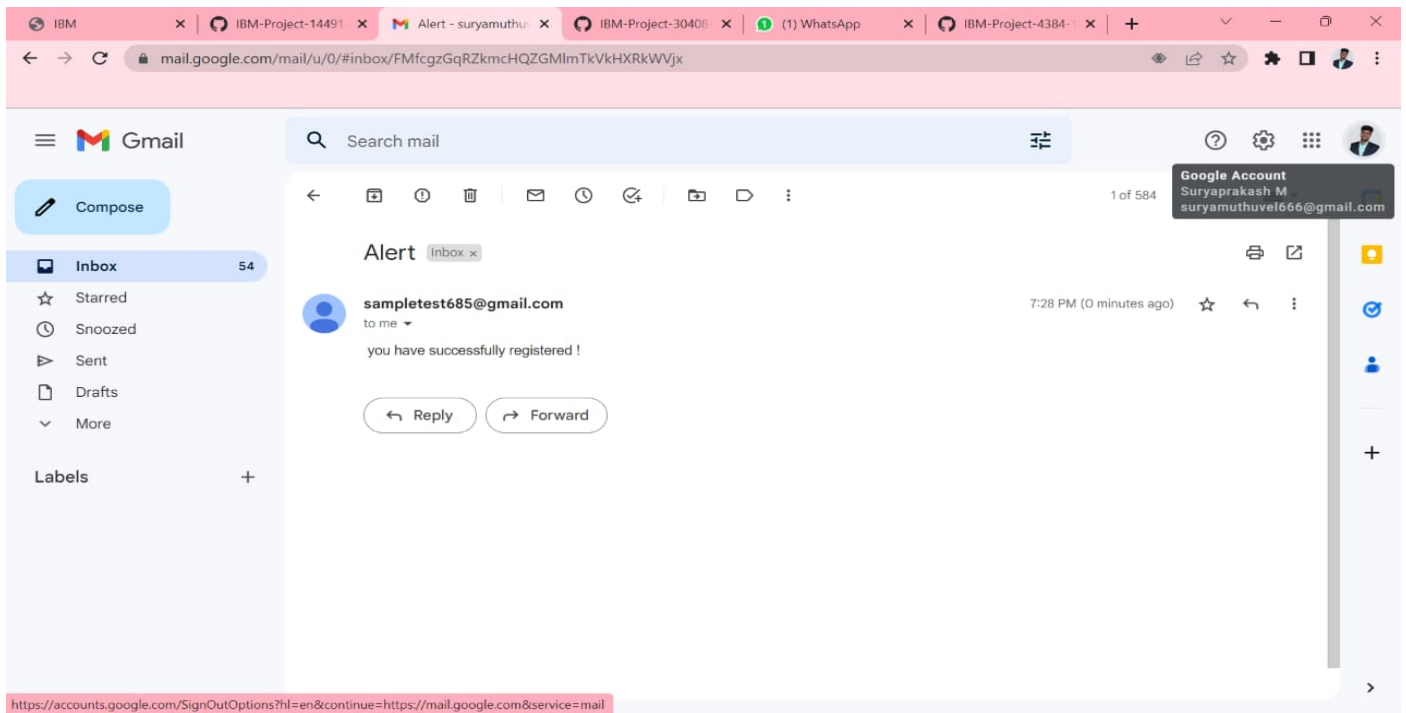 IBM
IBM-Project-14491
Alert - suryamuthu
IBM-Project-30408
(1) WhatsApp
IBM-Project-4384-1
mail.google.com/mail/u/0/#inbox/FMfcgzGqRZkmcHQZGMlmTkVkHXRkWVjx
Gmail
Search mail
Google Account
Suryaprakash M
suryamuthuvel666@gmail.com
Compose
1 of 584
Inbox 54
Starred
Snoozed
Sent
Drafts
More
Labels
Alert Inbox ×
sampletest685@gmail.com 7:28 PM (0 minutes ago)
to me
you have successfully registered !
Reply Forward
https://accounts.google.com/SignOutOptions?hl=en&continue=https://mail.google.com&service=mail